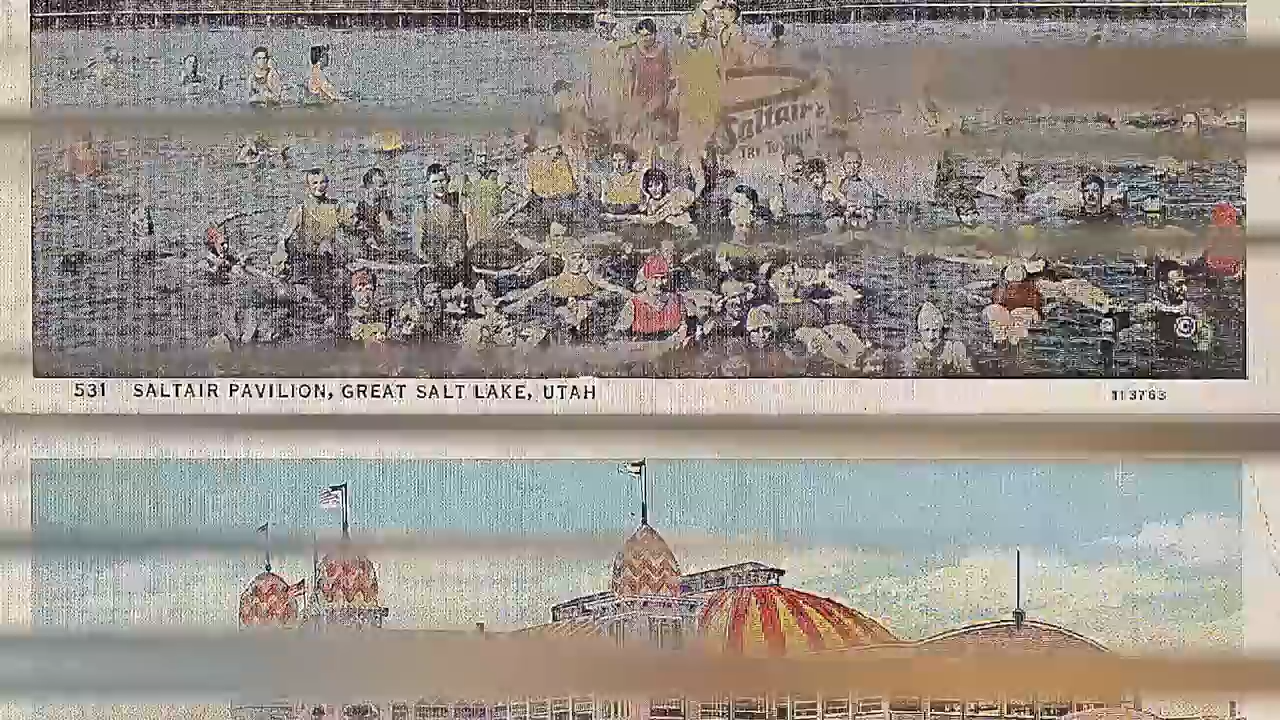 Saltair
TRY TO SINK
531 SALTAIR PAVILION, GREAT SALT LAKE, UTAH
113763